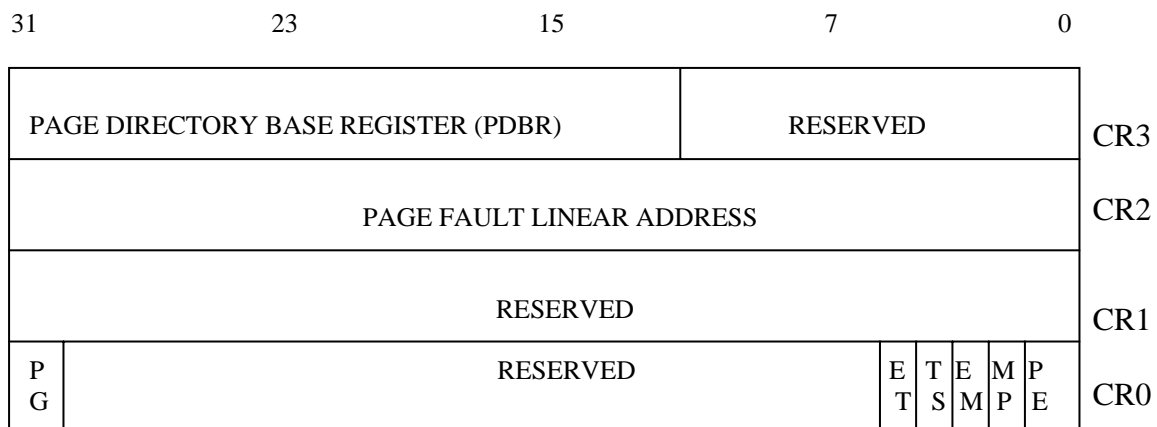 31 23 15 7 0
PAGE DIRECTORY BASE REGISTER (PDBR) RESERVED CR3
PAGE FAULT LINEAR ADDRESS CR2
RESERVED CR1
P RESERVED E T E M P CR0
G T S M P E